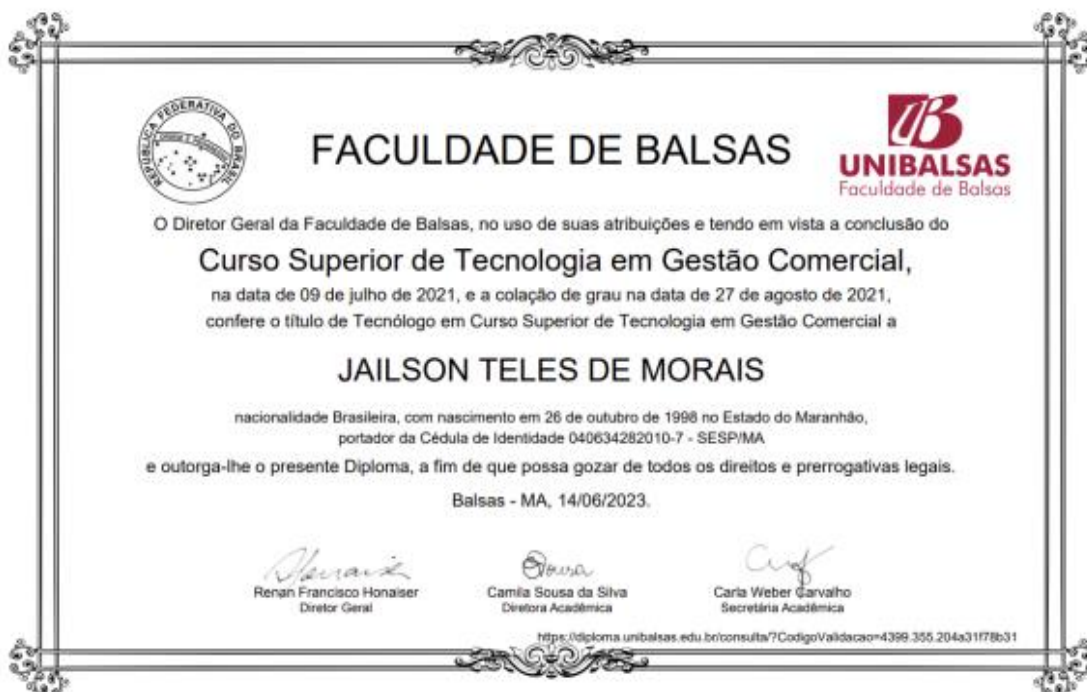 REPÚBLICA FEDERATIVA DO BRASIL
FACULDADE DE BALSAS
UB
UNIBALSAS
Faculdade de Balsas
O Diretor Geral da Faculdade de Balsas, no uso de suas atribuições e tendo em vista a conclusão do
Curso Superior de Tecnologia em Gestão Comercial,
na data de 09 de julho de 2021, e a colação de grau na data de 27 de agosto de 2021,
confere o título de Tecnólogo em Curso Superior de Tecnologia em Gestão Comercial a
JAILSON TELES DE MORAIS
nacionalidade Brasileira, com nascimento em 26 de outubro de 1998 no Estado do Maranhão,
portador da Cédula de Identidade 040634282010-7 - SESP/MA
e outorga-lhe o presente Diploma, a fim de que possa gozar de todos os direitos e prerrogativas legais.
Balsas - MA, 14/06/2023.
Renan Francisco Honaiser
Diretor Geral
Camila Sousa da Silva
Diretora Acadêmica
Carla Weber Carvalho
Secretária Acadêmica
https://diploma.unibalsas.edu.br/consulta/?CodigoValidacao=4399.355.204a31f78b31